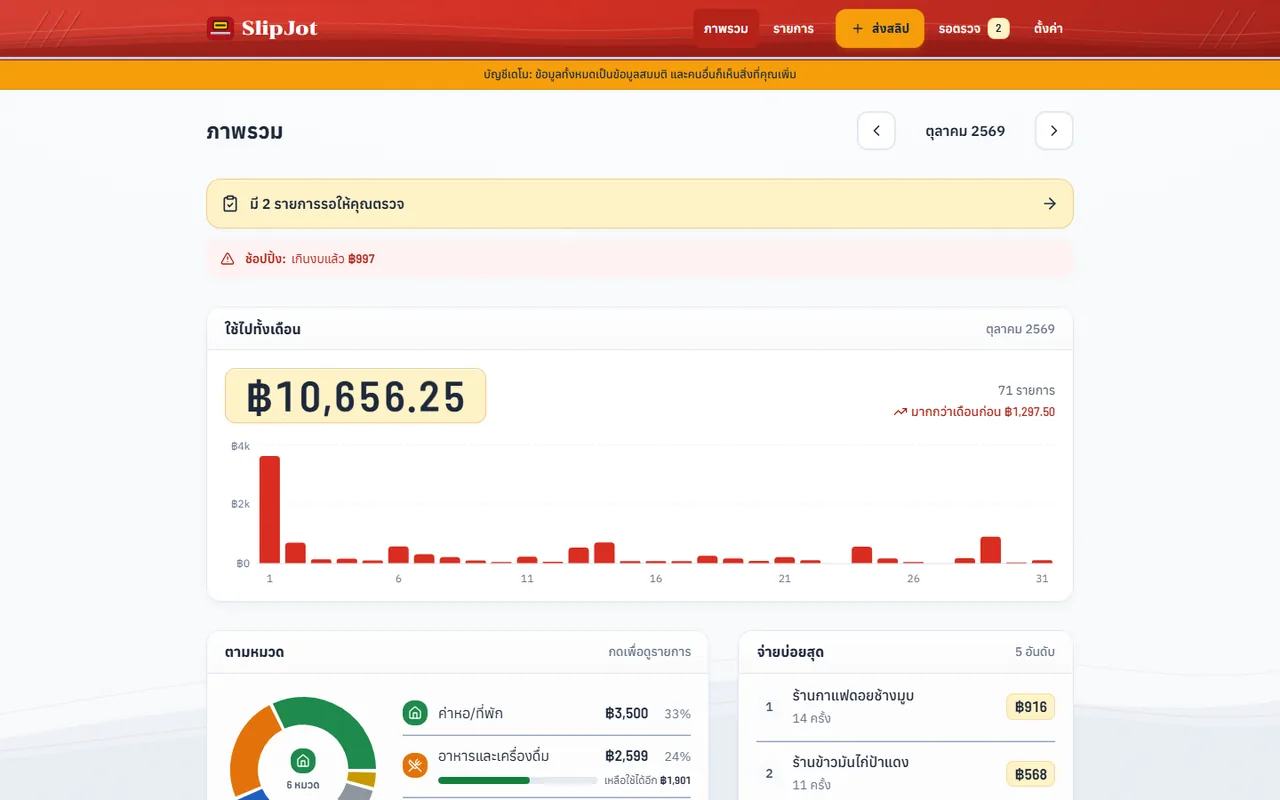 SlipJot
ภาพรวม
รายการ
+ ส่งสลิป
รอตรวจ 2
ตั้งค่า
บัญชีเดโม: ข้อมูลทั้งหมดเป็นข้อมูลสมมติ และคนอื่นก็เห็นสิ่งที่คุณเพิ่ม
ภาพรวม
ตุลาคม 2569
มี 2 รายการรอให้คุณตรวจ
ช้อปปิ้ง: เกินงบแล้ว ฿997
ใช้ไปทั้งเดือน
ตุลาคม 2569
฿10,656.25
71 รายการ
มากกว่าเดือนก่อน ฿1,297.50
฿4k
฿2k
฿0
1 6 11 16 21 26 31
ตามหมวด
กดเพื่อดูรายการ
6 หมวด
ค่าหอ/ที่พัก ฿3,500 33%
อาหารและเครื่องดื่ม ฿2,599 24%
เหลือใช้ได้อีก ฿1,901
จ่ายบ่อยสุด
5 อันดับ
1 ร้านกาแฟดอยช้างมูบ ฿916
14 ครั้ง
2 ร้านข้าวมันไก่ป้าแดง ฿568
11 ครั้ง